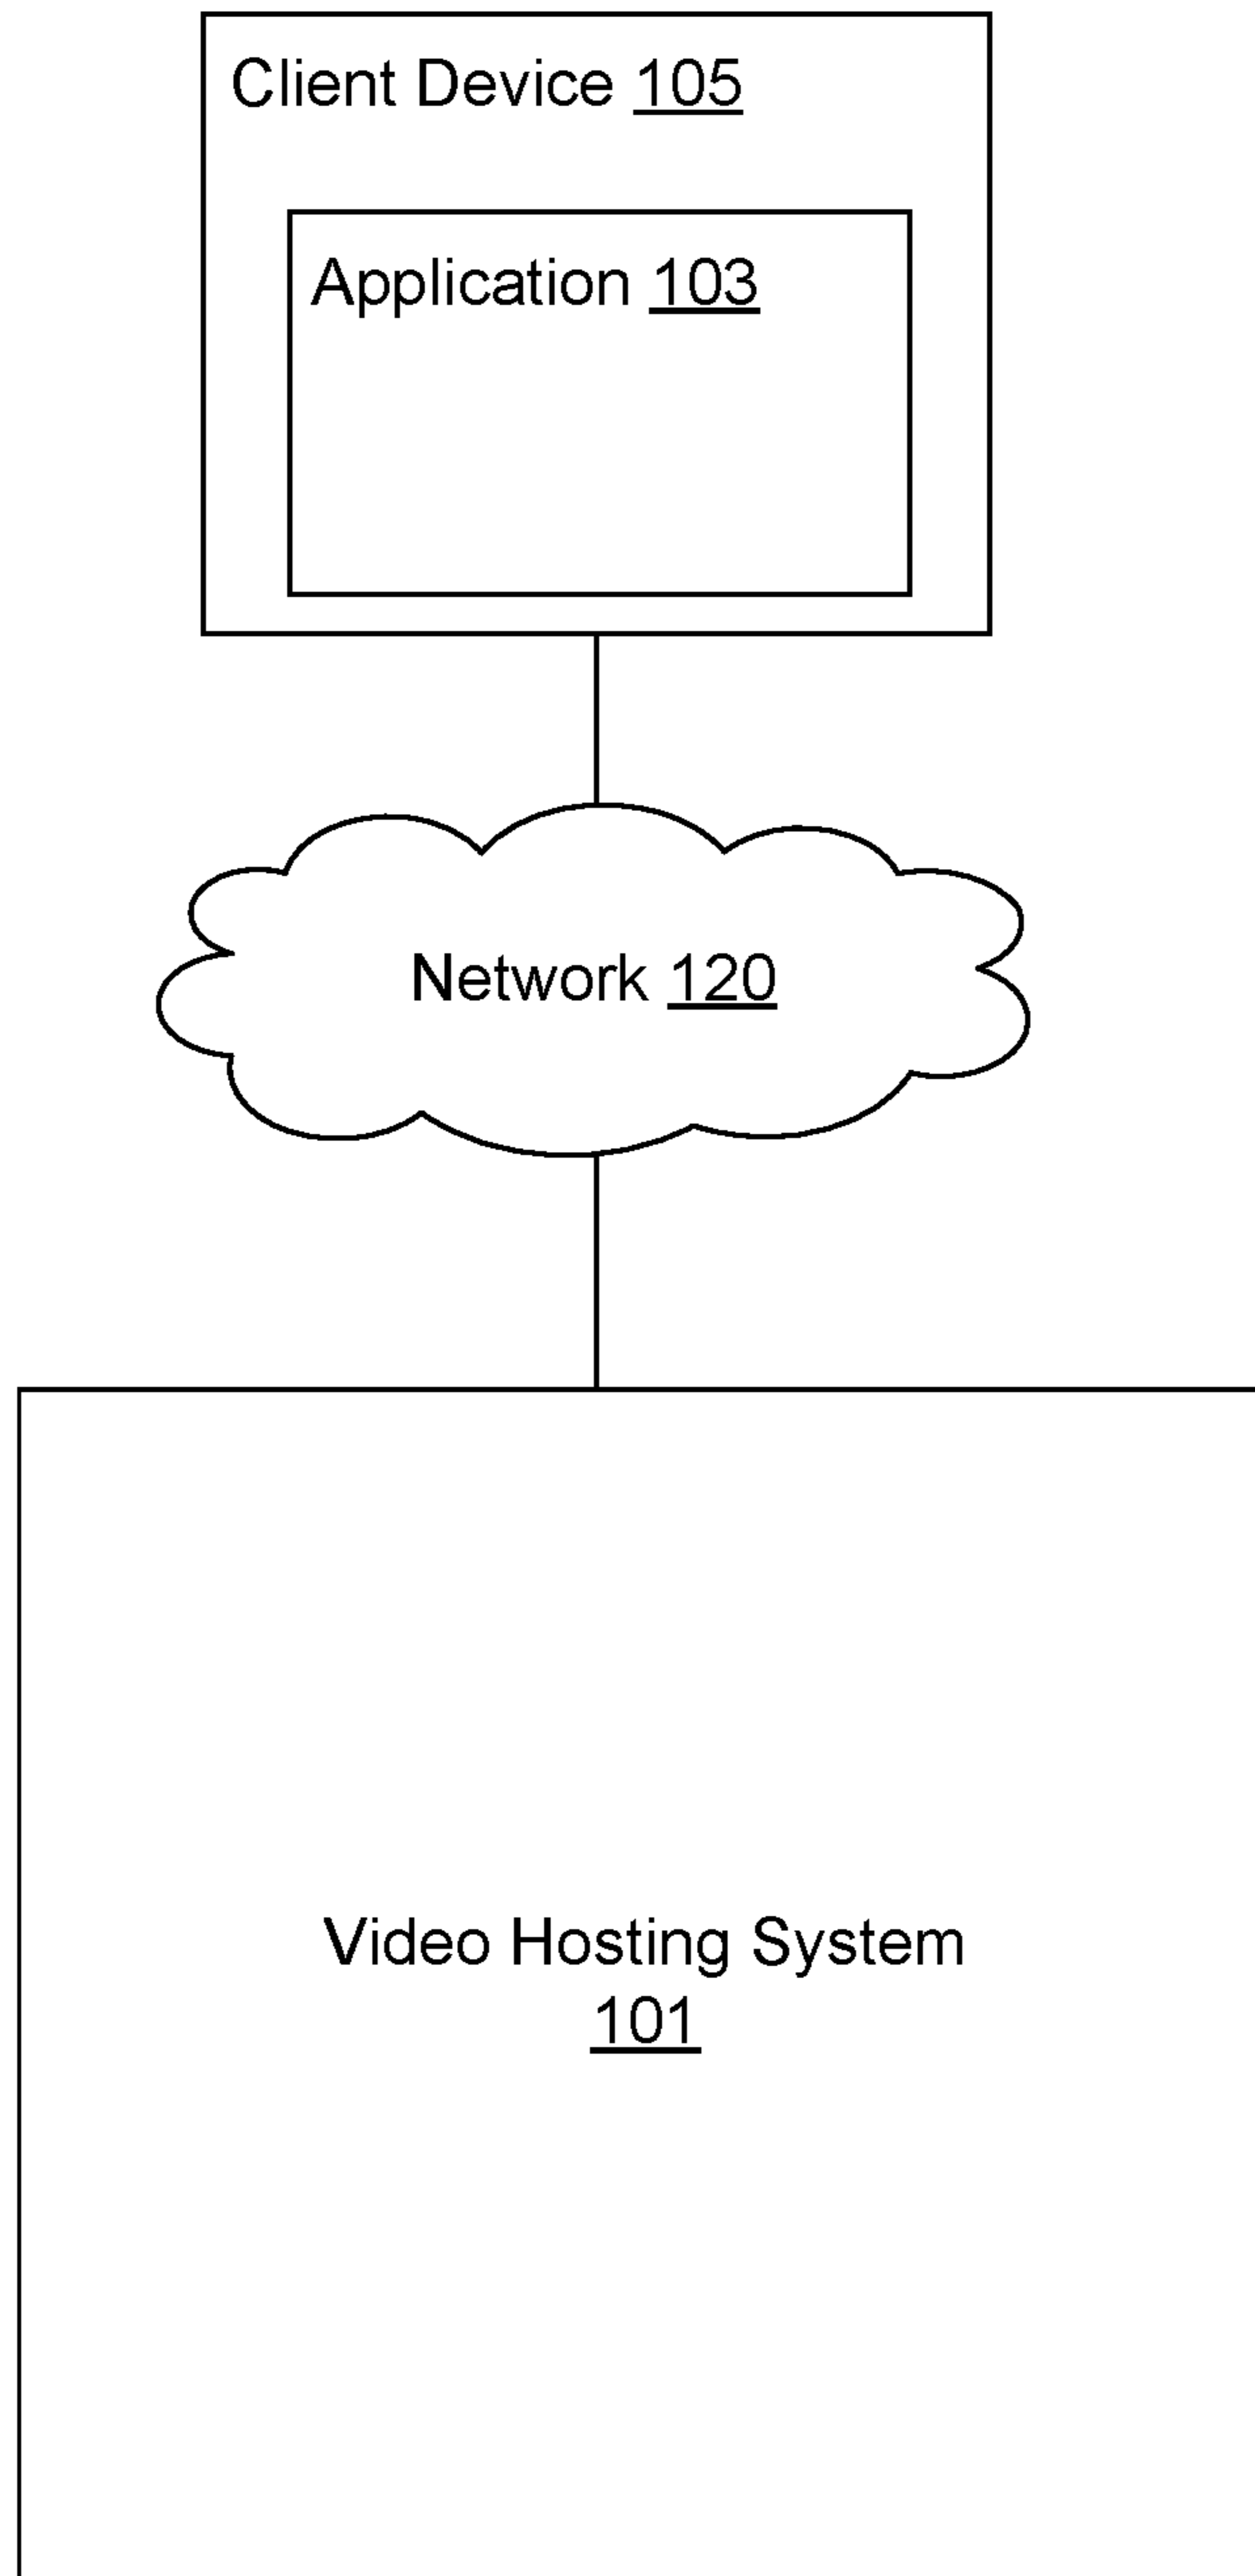 Client Device 105
Application 103
Network 120
Video Hosting System
101